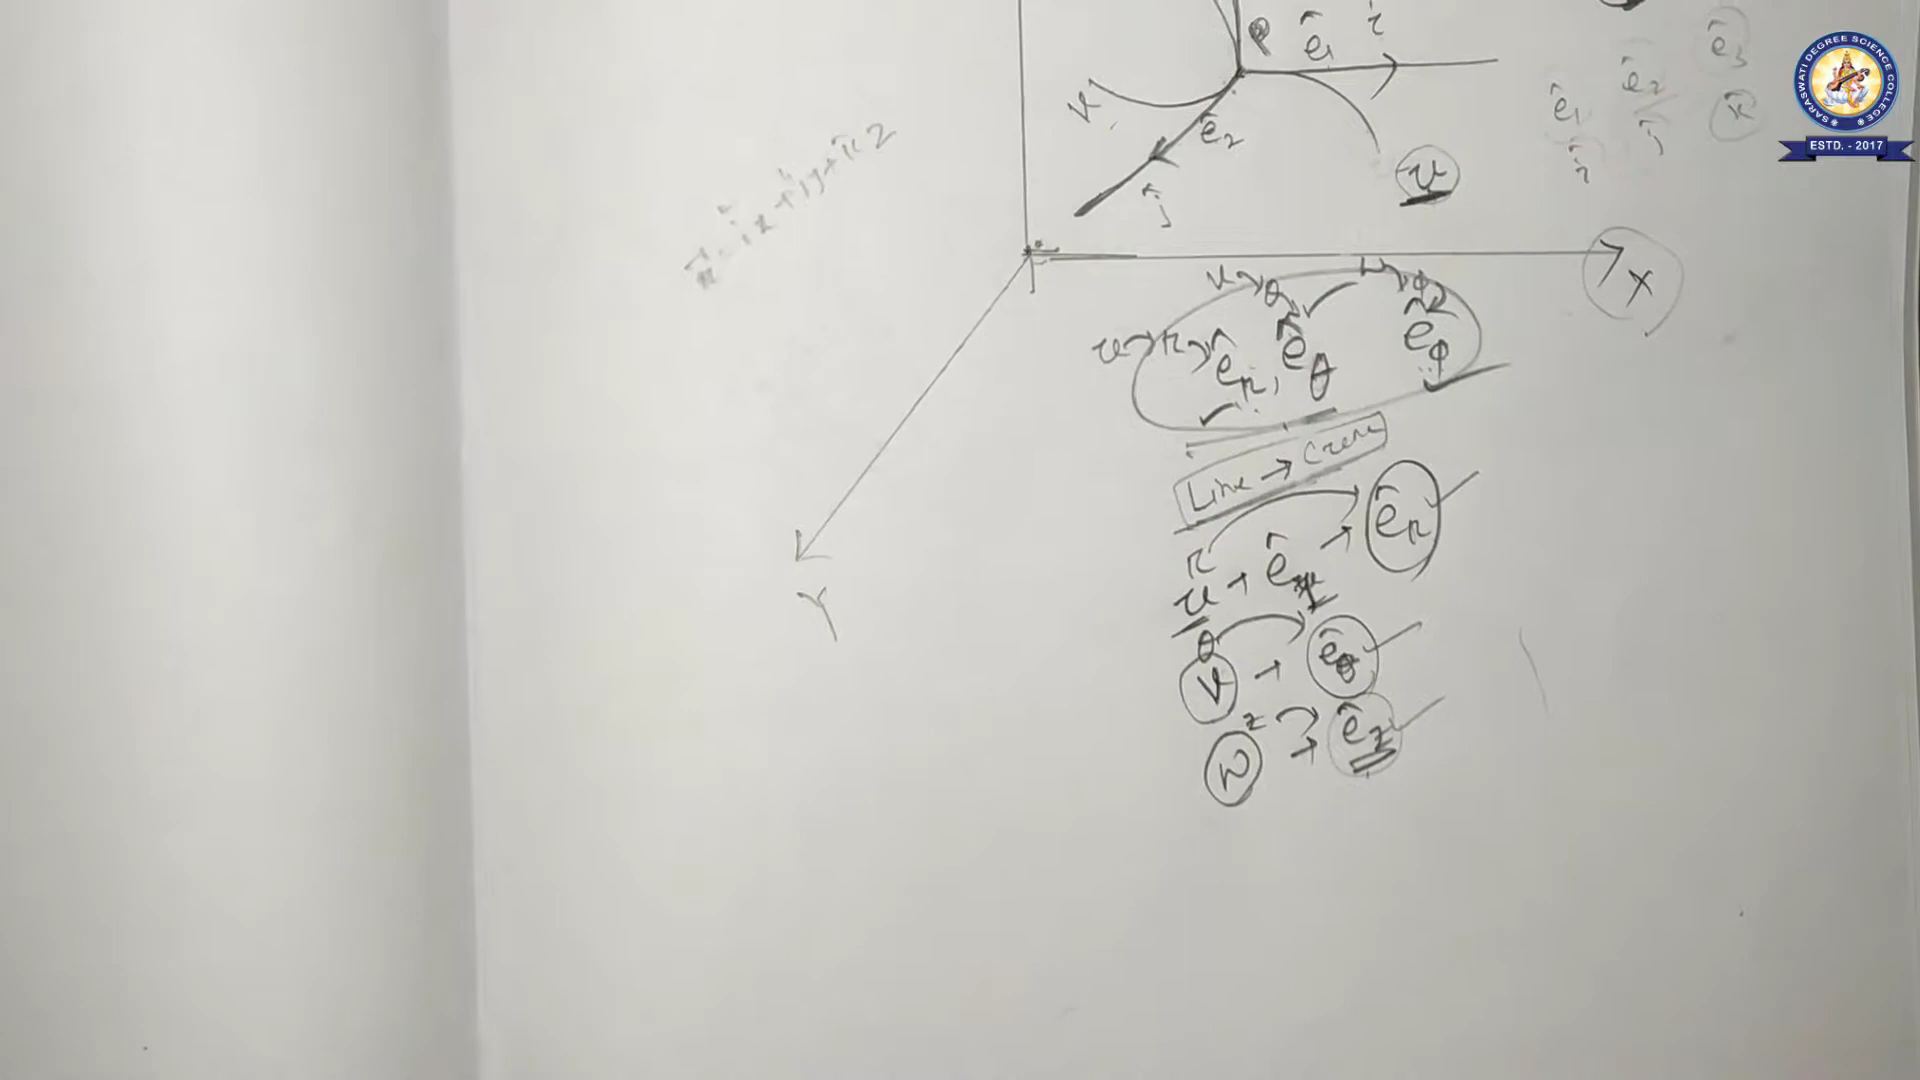 P ê₁ î
ê₃
ê₂
k̂
ê₁
ĵ
î
v
ê₂
u
ĵ
r⃗ = îx + ĵy + k̂z
X
v → θ w → φ
u → r → ê_r, ê_θ ê_φ
Line → Curve
r
u → ê → ê_r
θ
v → ê_θ
z
w → ê_z
Y
SARASWATI DEGREE SCIENCE COLLEGE
ESTD. - 2017